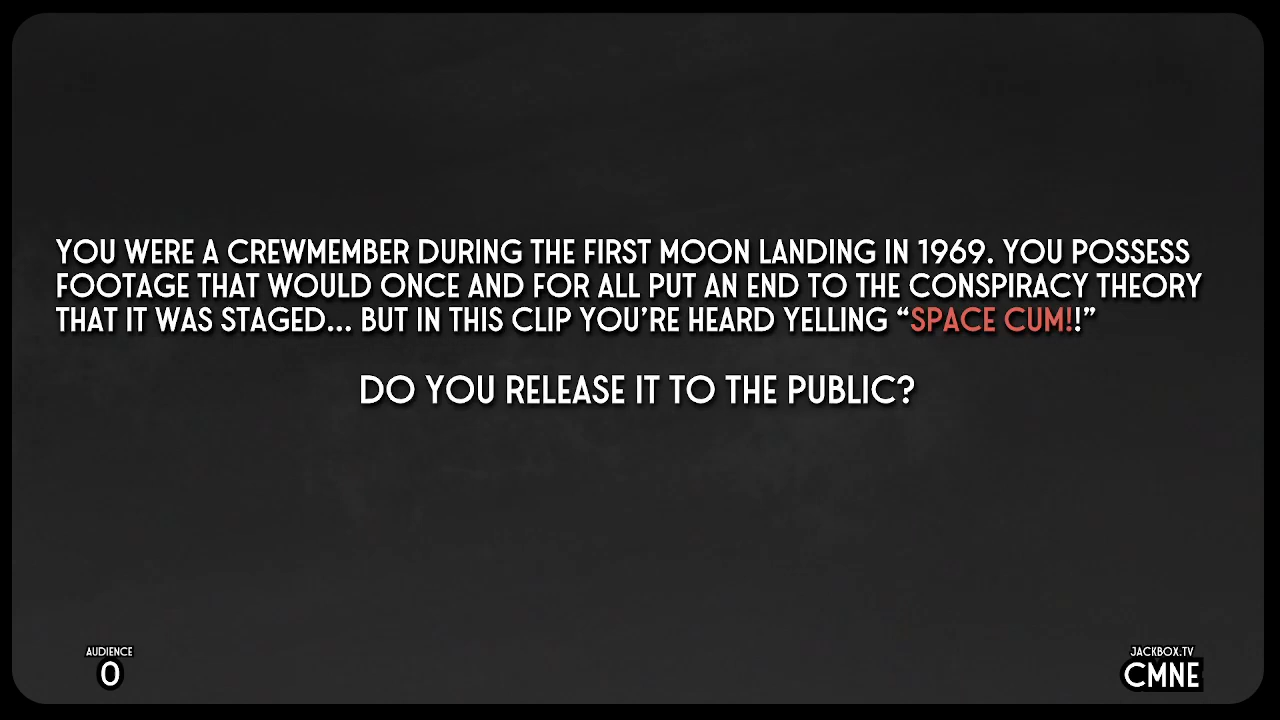 YOU WERE A CREWMEMBER DURING THE FIRST MOON LANDING IN 1969. YOU POSSESS
FOOTAGE THAT WOULD ONCE AND FOR ALL PUT AN END TO THE CONSPIRACY THEORY
THAT IT WAS STAGED... BUT IN THIS CLIP YOU’RE HEARD YELLING “SPACE CUM!!”
DO YOU RELEASE IT TO THE PUBLIC?
AUDIENCE
0
JACKBOX.TV
CMNE